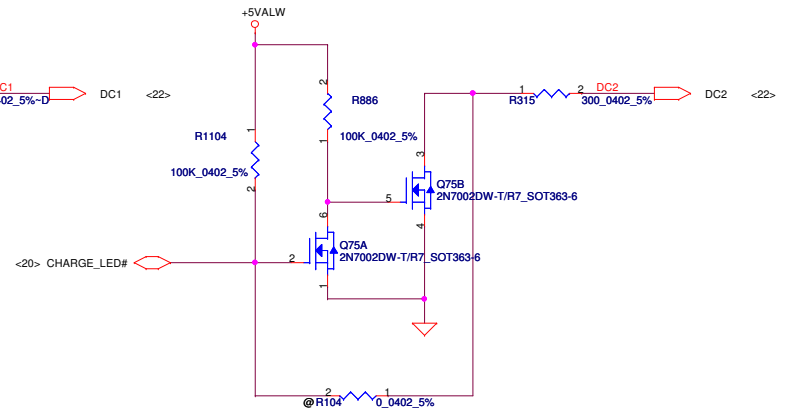 +5VALW
C1
02_5%~D
DC1
<22>
2
R886
1
100K_0402_5%
1
R1104
100K_0402_5%
2
1
R315
2
DC2
300_0402_5%
DC2
<22>
3
Q75B
2N7002DW-T/R7_SOT363-6
5
4
6
Q75A
2N7002DW-T/R7_SOT363-6
2
1
<20> CHARGE_LED#
2
@R104
1
0_0402_5%